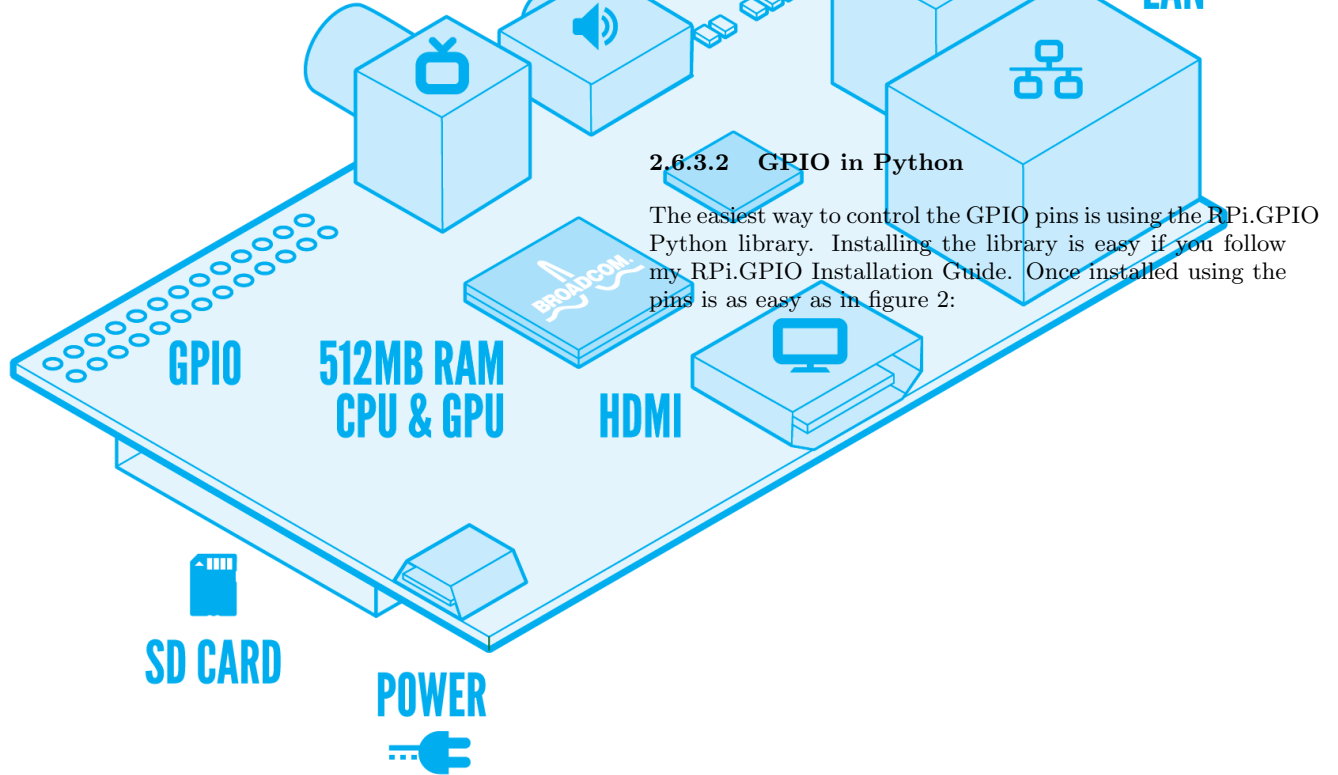 LAN
2.6.3.2 GPIO in Python
The easiest way to control the GPIO pins is using the RPi.GPIO
Python library. Installing the library is easy if you follow
my RPi.GPIO Installation Guide. Once installed using the
pins is as easy as in figure 2:
BROADCOM.
GPIO
512MB RAM
CPU & GPU
HDMI
SD CARD
POWER